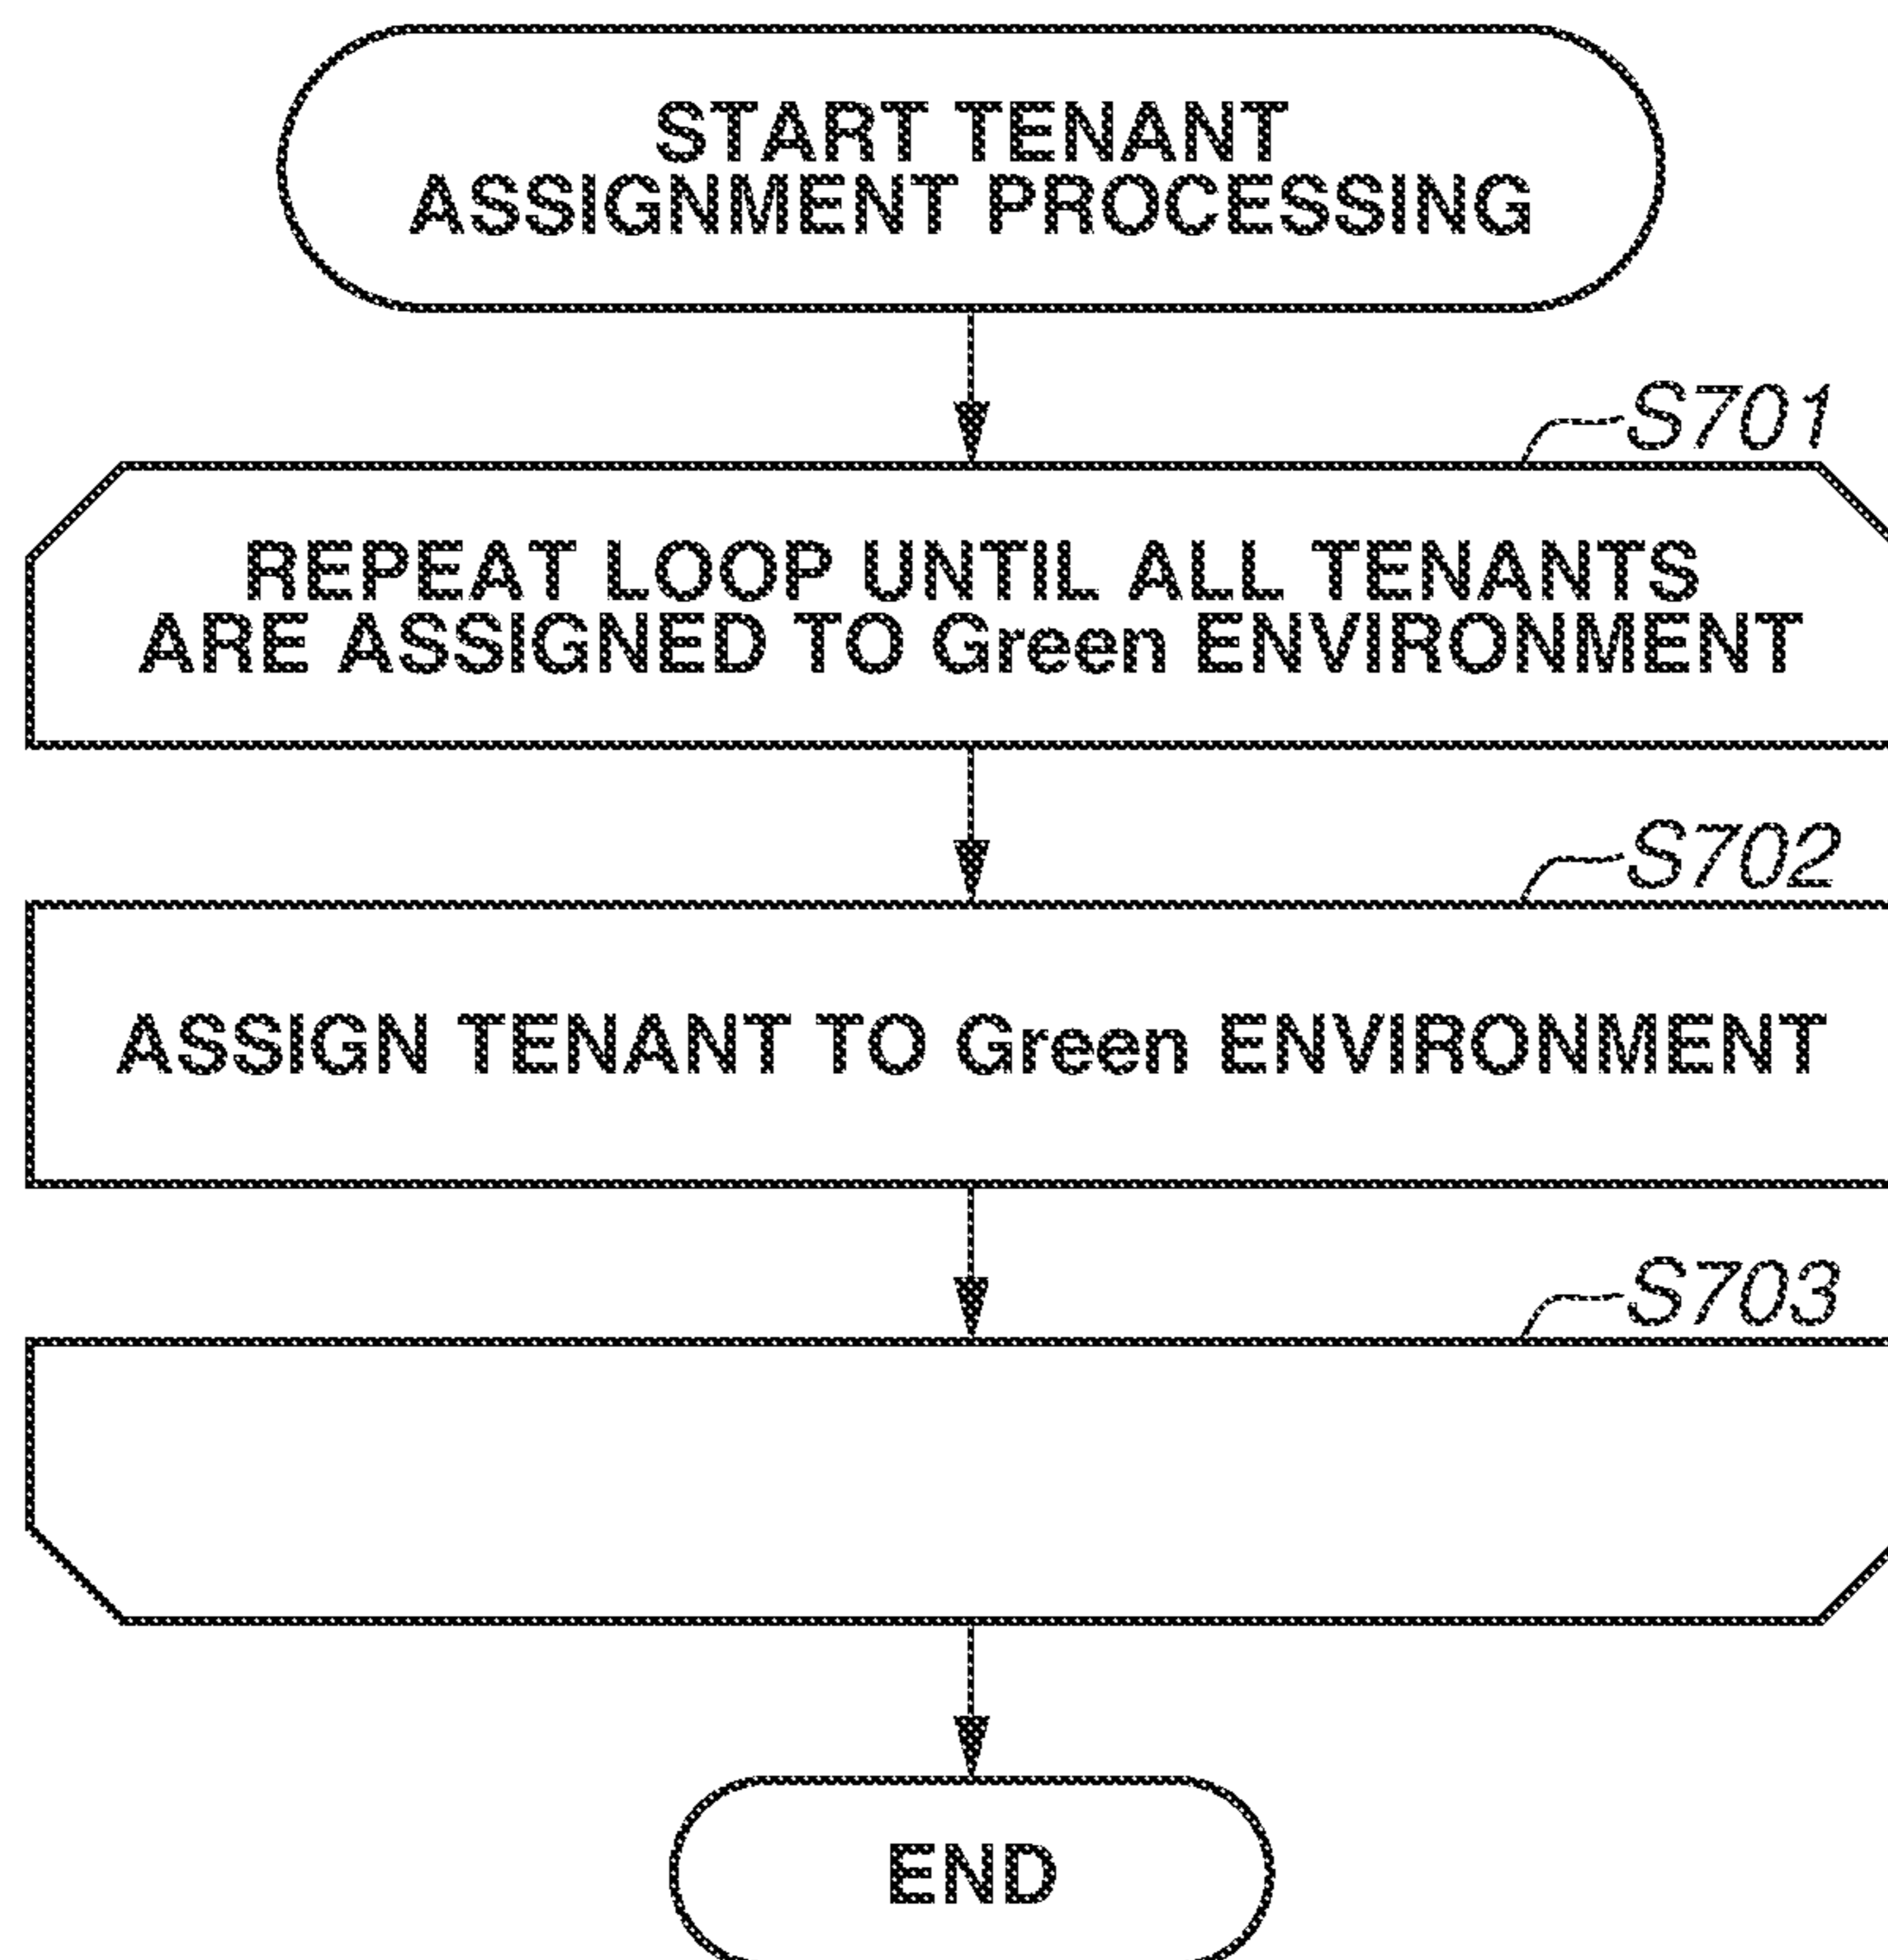 START TENANT
ASSIGNMENT PROCESSING
S701
REPEAT LOOP UNTIL ALL TENANTS
ARE ASSIGNED TO Green ENVIRONMENT
S702
ASSIGN TENANT TO Green ENVIRONMENT
S703
END